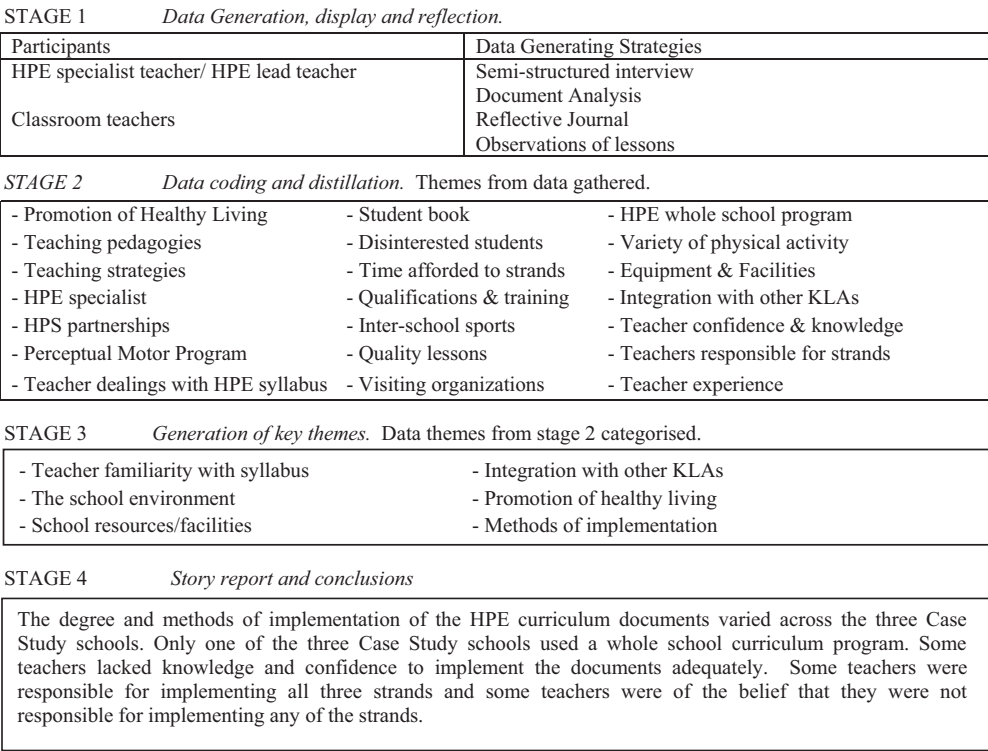 STAGE 1 Data Generation, display and reflection.
Participants Data Generating Strategies
HPE specialist teacher/ HPE lead teacher Semi-structured interview
Document Analysis
Classroom teachers Reflective Journal
Observations of lessons
STAGE 2 Data coding and distillation. Themes from data gathered.
- Promotion of Healthy Living - Student book - HPE whole school program
- Teaching pedagogies - Disinterested students - Variety of physical activity
- Teaching strategies - Time afforded to strands - Equipment & Facilities
- HPE specialist - Qualifications & training - Integration with other KLAs
- HPS partnerships - Inter-school sports - Teacher confidence & knowledge
- Perceptual Motor Program - Quality lessons - Teachers responsible for strands
- Teacher dealings with HPE syllabus - Visiting organizations - Teacher experience
STAGE 3 Generation of key themes. Data themes from stage 2 categorised.
- Teacher familiarity with syllabus - Integration with other KLAs
- The school environment - Promotion of healthy living
- School resources/facilities - Methods of implementation
STAGE 4 Story report and conclusions
The degree and methods of implementation of the HPE curriculum documents varied across the three Case
Study schools. Only one of the three Case Study schools used a whole school curriculum program. Some
teachers lacked knowledge and confidence to implement the documents adequately. Some teachers were
responsible for implementing all three strands and some teachers were of the belief that they were not
responsible for implementing any of the strands.